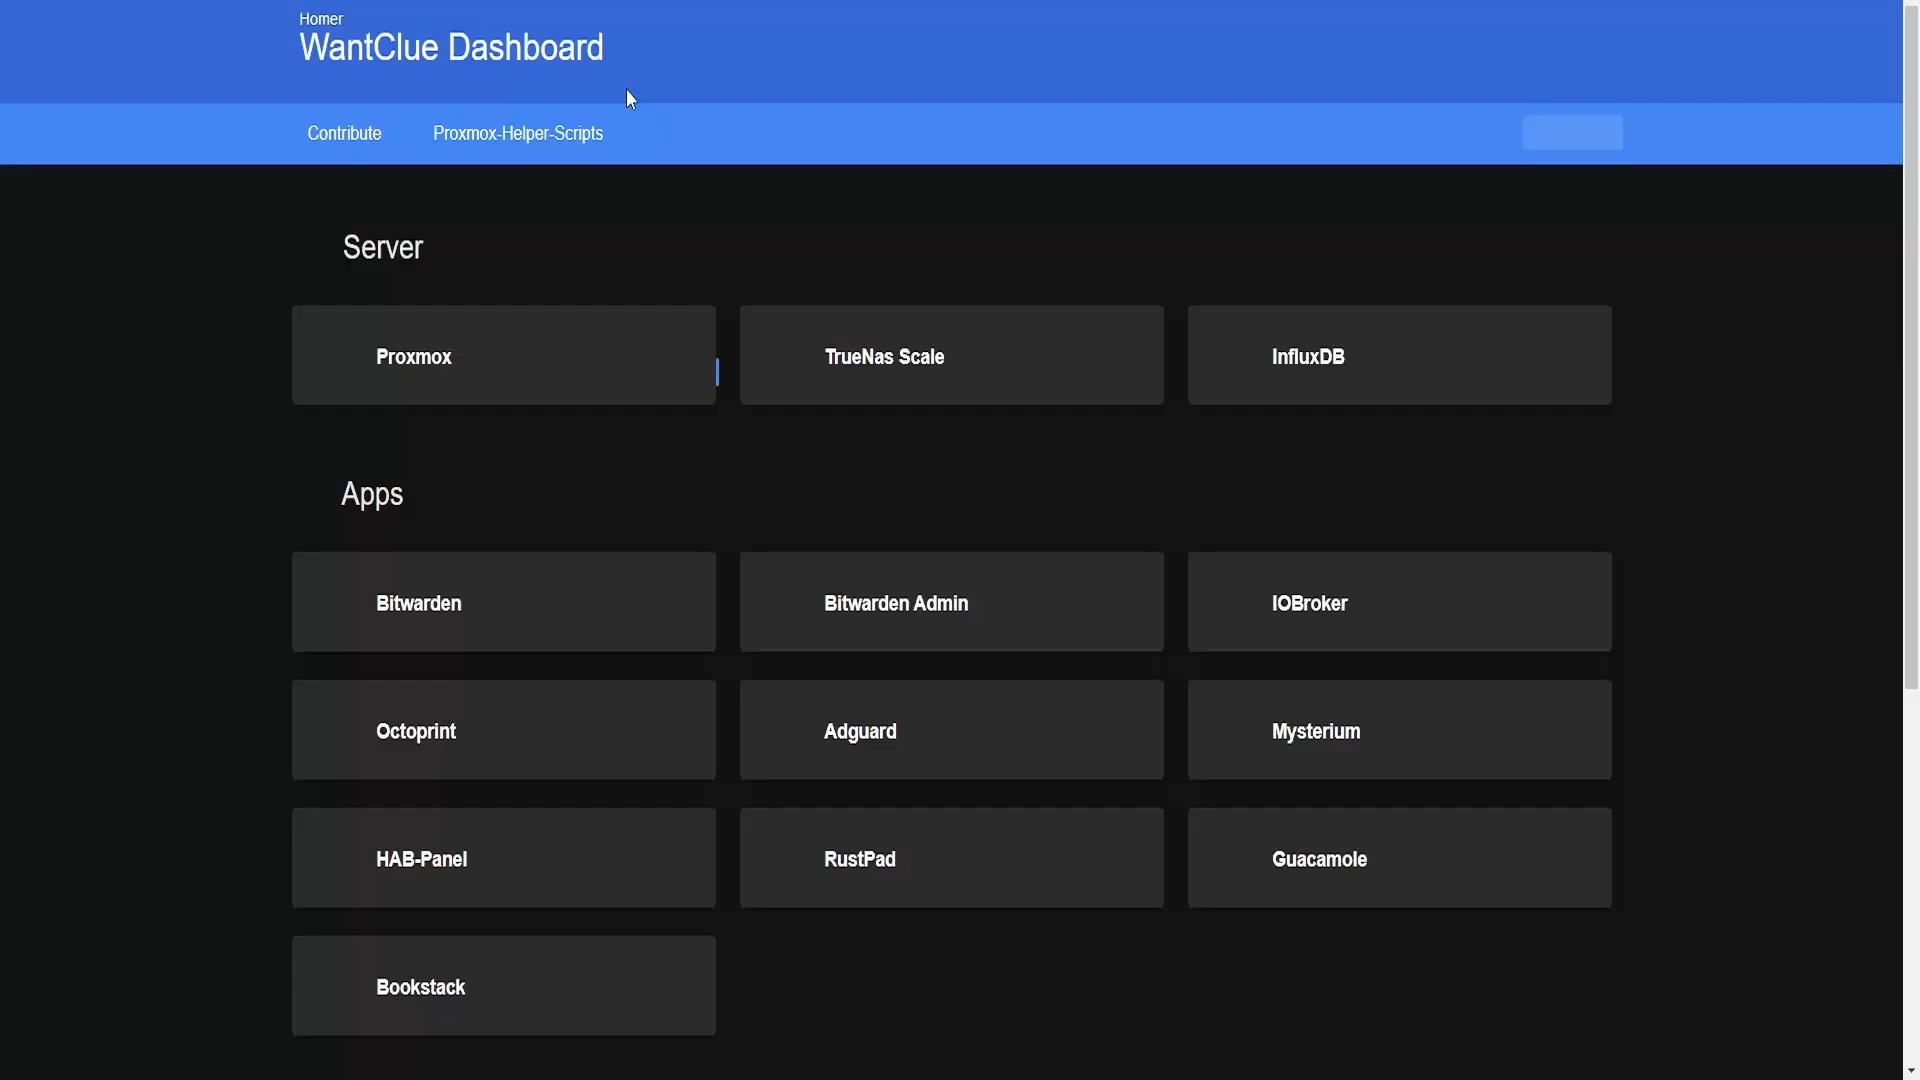 Homer
WantClue Dashboard
Contribute Proxmox-Helper-Scripts
Server
Proxmox TrueNas Scale InfluxDB
Apps
Bitwarden Bitwarden Admin IOBroker
Octoprint Adguard Mysterium
HAB-Panel RustPad Guacamole
Bookstack